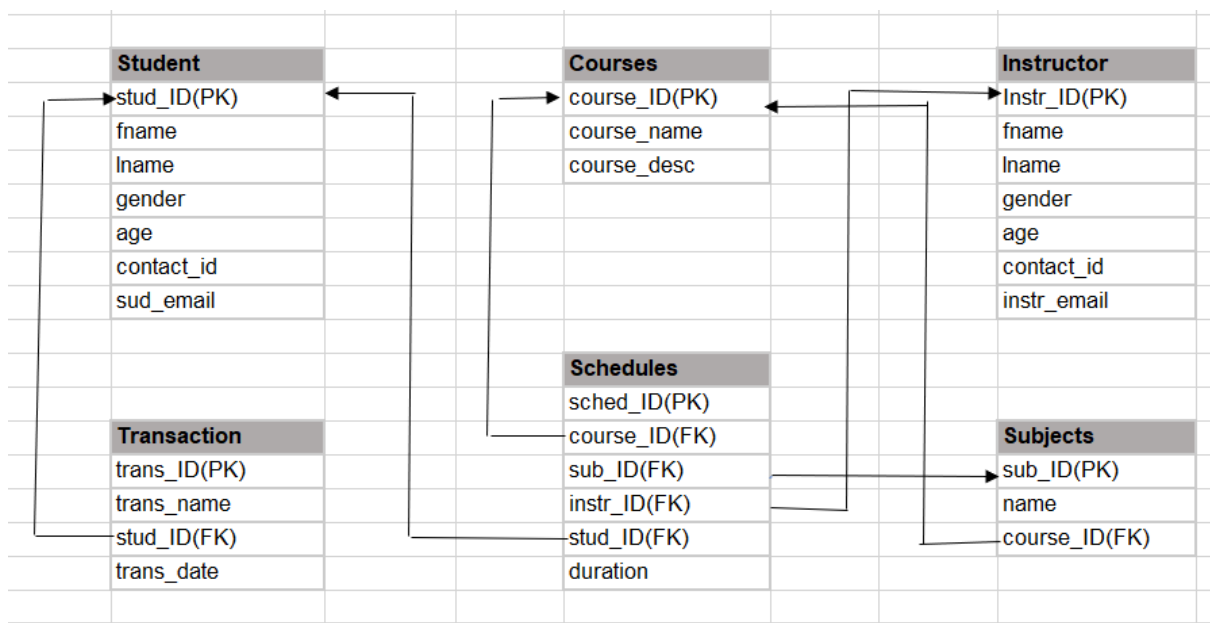 Student
stud_ID(PK)
fname
lname
gender
age
contact_id
sud_email
Courses
course_ID(PK)
course_name
course_desc
Instructor
Instr_ID(PK)
fname
lname
gender
age
contact_id
instr_email
Transaction
trans_ID(PK)
trans_name
stud_ID(FK)
trans_date
Schedules
sched_ID(PK)
course_ID(FK)
sub_ID(FK)
instr_ID(FK)
stud_ID(FK)
duration
Subjects
sub_ID(PK)
name
course_ID(FK)